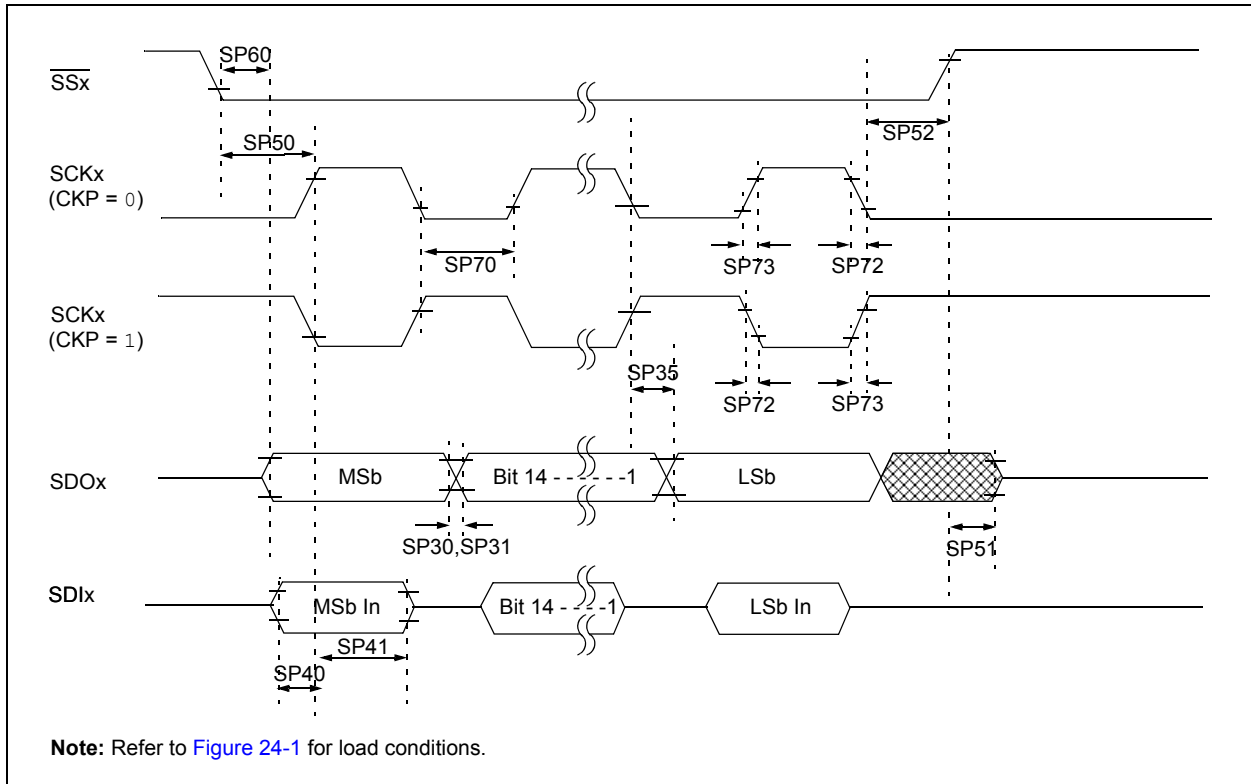 SP60
SSx
SP50
SP52
SCKx
(CKP = 0)
SP70
SP73
SP72
SCKx
(CKP = 1)
SP35
SP72
SP73
SDOx
MSb
Bit 14 - - - - - -1
LSb
SP30,SP31
SP51
SDIx
MSb In
Bit 14 - - - - -1
LSb In
SP41
SP40
Note: Refer to Figure 24-1 for load conditions.